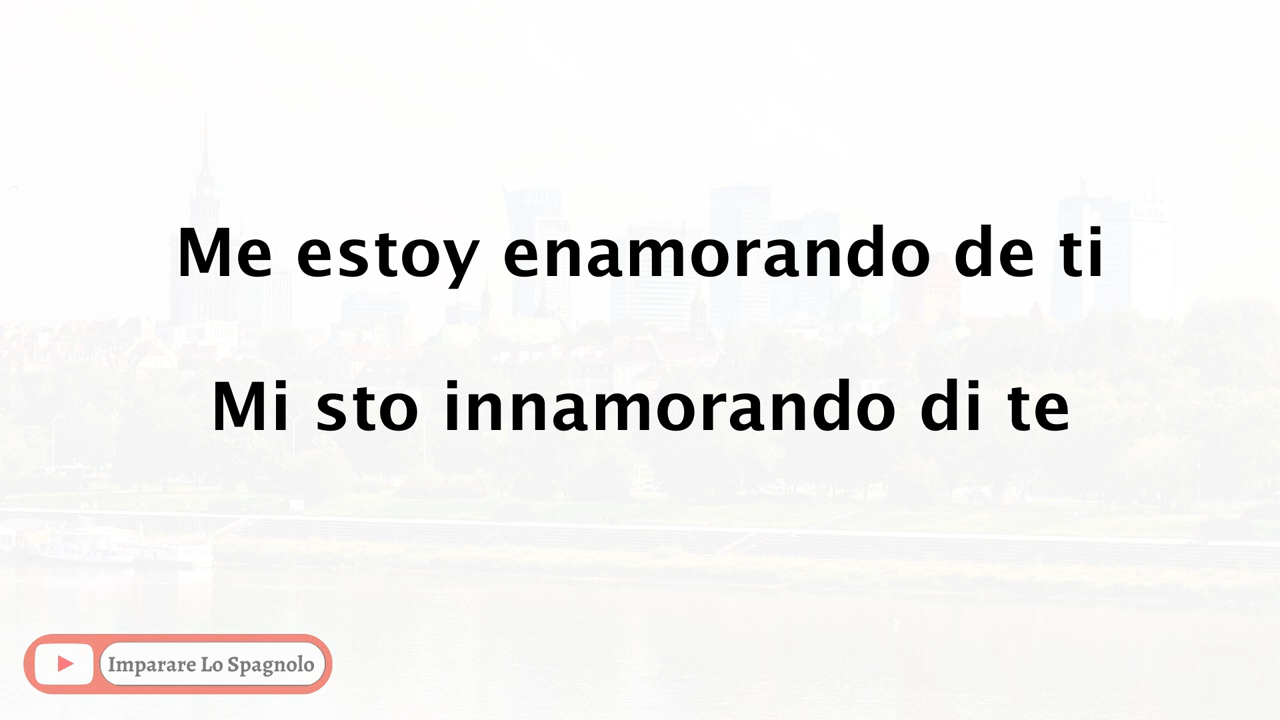 Me estoy enamorando de ti
Mi sto innamorando di te
Imparare Lo Spagnolo